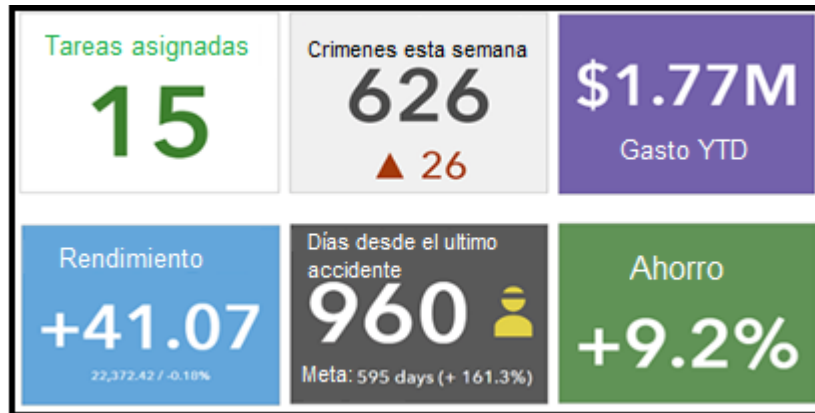 Tareas asignadas
15
Crimenes esta semana
626
▲ 26
$1.77M
Gasto YTD
Rendimiento
+41.07
22,372.42 / -0.18%
Días desde el ultimo
accidente
960
Meta: 595 days (+ 161.3%)
Ahorro
+9.2%